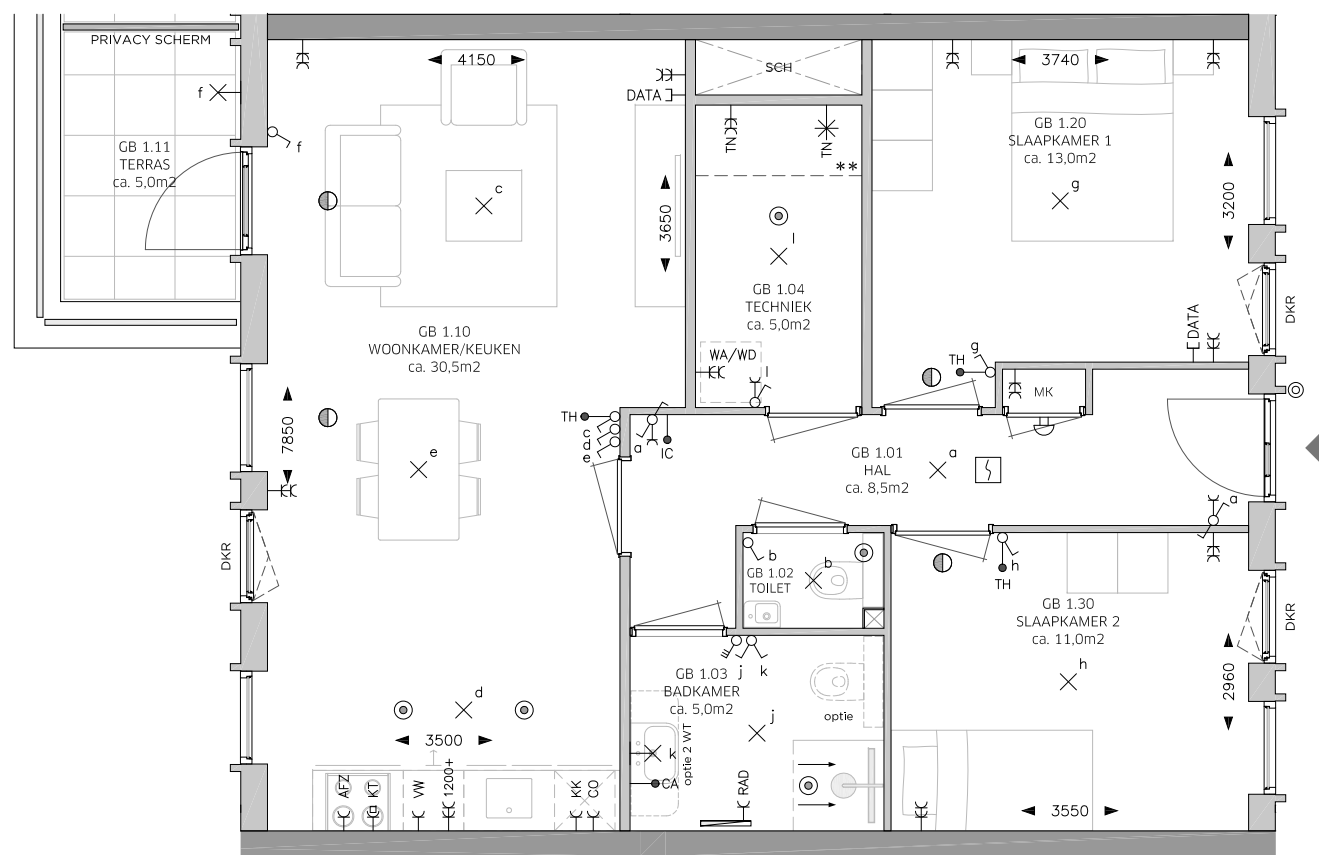 PRIVACY SCHERM
f
f
GB 1.11
TERRAS
ca. 5,0m2
4150
c
DATA
3650
GB 1.10
WOONKAMER/KEUKEN
ca. 30,5m2
7850
e
TH
c
d
e
DKR
d
3500
AFZ
KT
VW
1200+
KK
CO
SCH
TN
TN
**
l
GB 1.04
TECHNIEK
ca. 5,0m2
WA/WD
l
a
IC
3740
GB 1.20
SLAAPKAMER 1
ca. 13,0m2
g
3200
DKR
DATA
g
TH
MK
GB 1.01
HAL
ca. 8,5m2
a
a
b
GB 1.02
TOILET
b
h
TH
GB 1.30
SLAAPKAMER 2
ca. 11,0m2
DKR
2960
h
3550
j
k
GB 1.03
BADKAMER
ca. 5,0m2
j
optie
optie 2 WT
k
CA
RAD